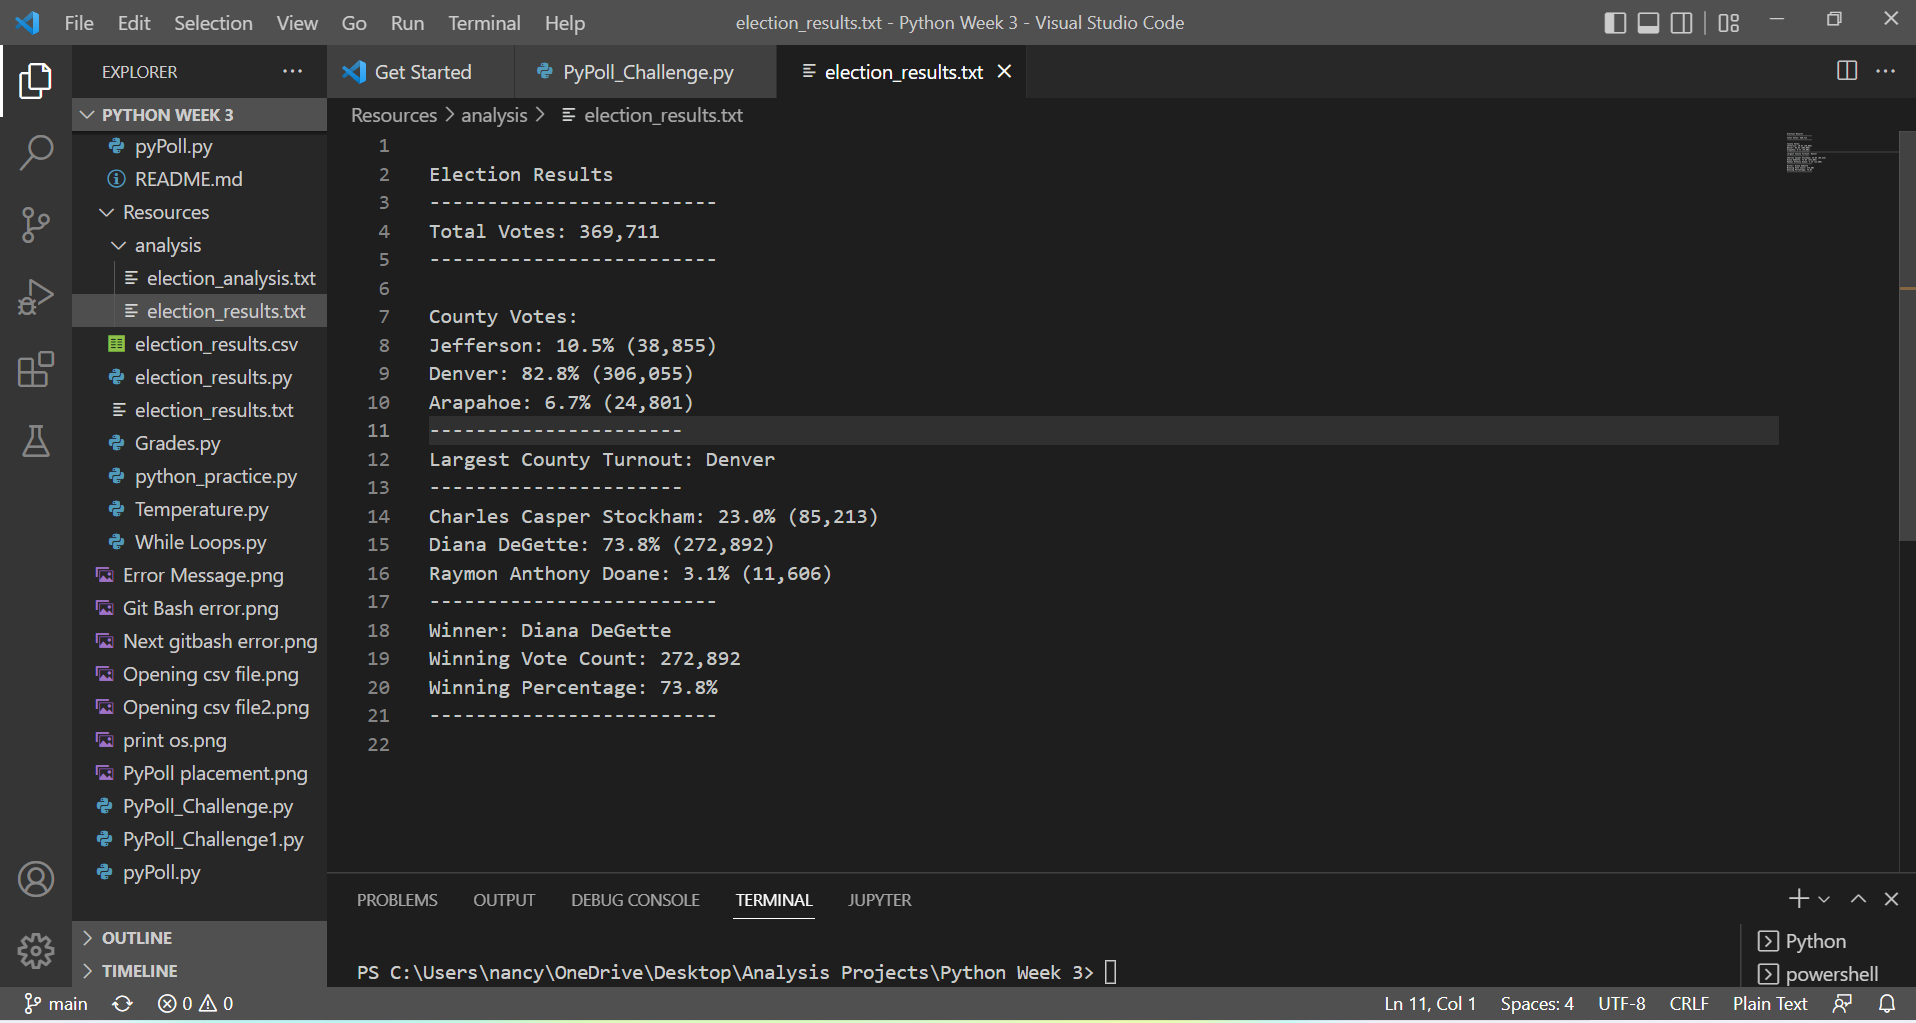 File Edit Selection View Go Run Terminal Help
election_results.txt - Python Week 3 - Visual Studio Code
EXPLORER
Get Started
PyPoll_Challenge.py
election_results.txt
PYTHON WEEK 3
pyPoll.py
README.md
Resources
analysis
election_analysis.txt
election_results.txt
election_results.csv
election_results.py
election_results.txt
Grades.py
python_practice.py
Temperature.py
While Loops.py
Error Message.png
Git Bash error.png
Next gitbash error.png
Opening csv file.png
Opening csv file2.png
print os.png
PyPoll placement.png
PyPoll_Challenge.py
PyPoll_Challenge1.py
pyPoll.py
OUTLINE
TIMELINE
Resources > analysis > election_results.txt
1
2 Election Results
3 -------------------------
4 Total Votes: 369,711
5 -------------------------
6
7 County Votes:
8 Jefferson: 10.5% (38,855)
9 Denver: 82.8% (306,055)
10 Arapahoe: 6.7% (24,801)
11 ----------------------
12 Largest County Turnout: Denver
13 ----------------------
14 Charles Casper Stockham: 23.0% (85,213)
15 Diana DeGette: 73.8% (272,892)
16 Raymon Anthony Doane: 3.1% (11,606)
17 -------------------------
18 Winner: Diana DeGette
19 Winning Vote Count: 272,892
20 Winning Percentage: 73.8%
21 -------------------------
22
PROBLEMS OUTPUT DEBUG CONSOLE TERMINAL JUPYTER
PS C:\Users\nancy\OneDrive\Desktop\Analysis Projects\Python Week 3>
Python
powershell
main 0 0
Ln 11, Col 1 Spaces: 4 UTF-8 CRLF Plain Text